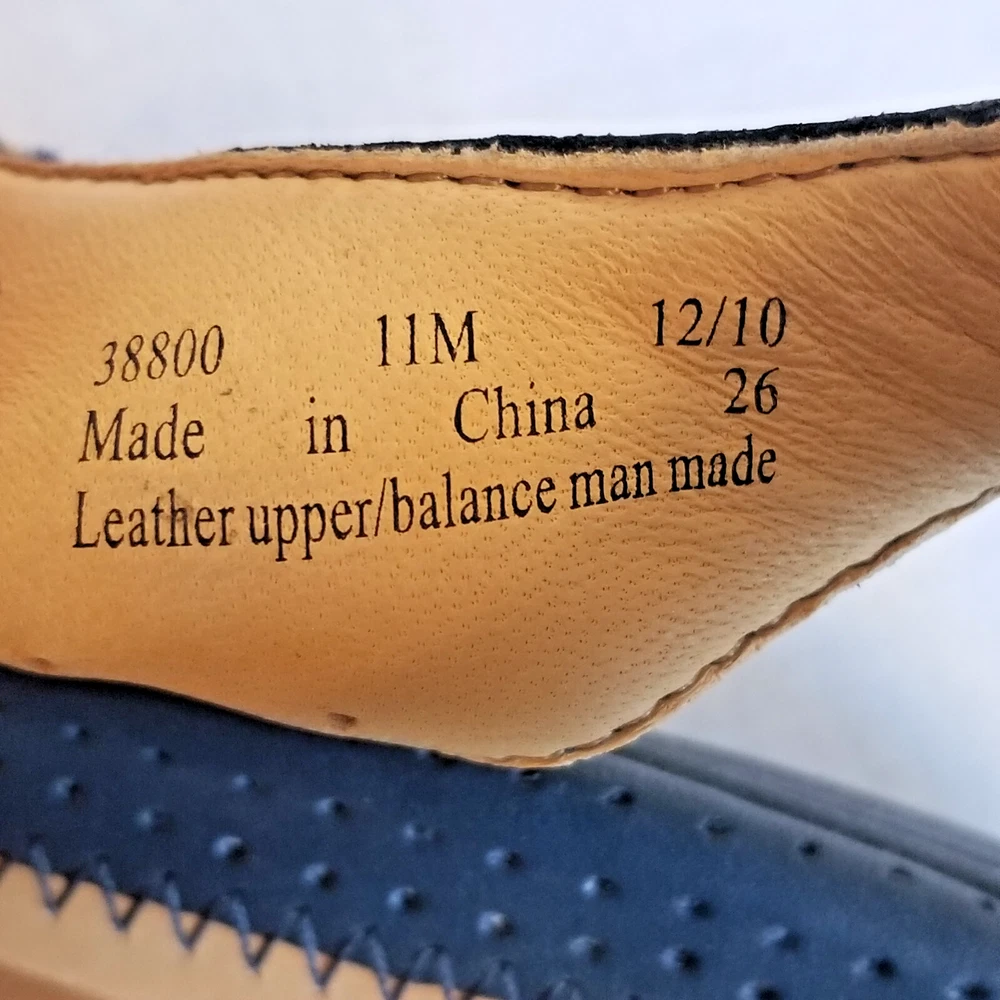 38800 11M 12/10
Made in China 26
Leather upper/balance man made